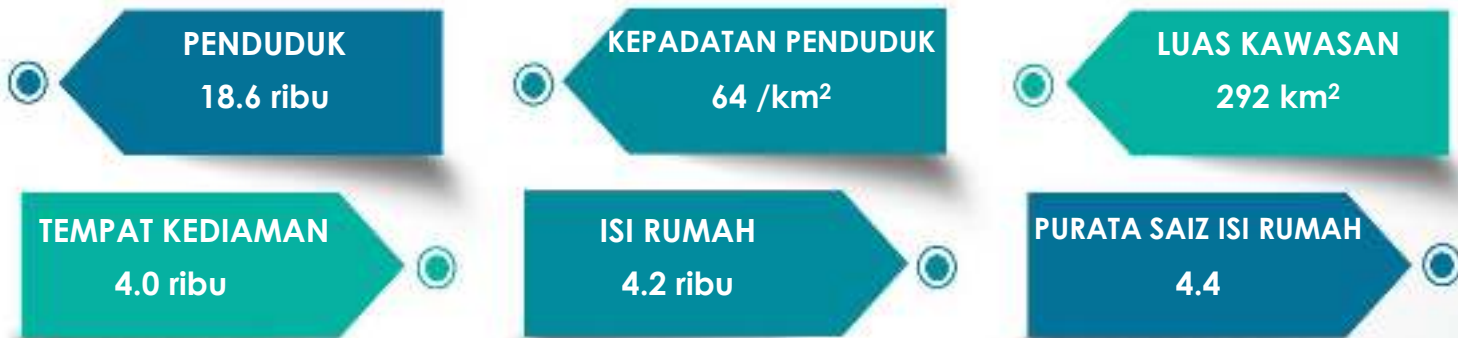 PENDUDUK
18.6 ribu
KEPADATAN PENDUDUK
64 /km²
LUAS KAWASAN
292 km²
TEMPAT KEDIAMAN
4.0 ribu
ISI RUMAH
4.2 ribu
PURATA SAIZ ISI RUMAH
4.4